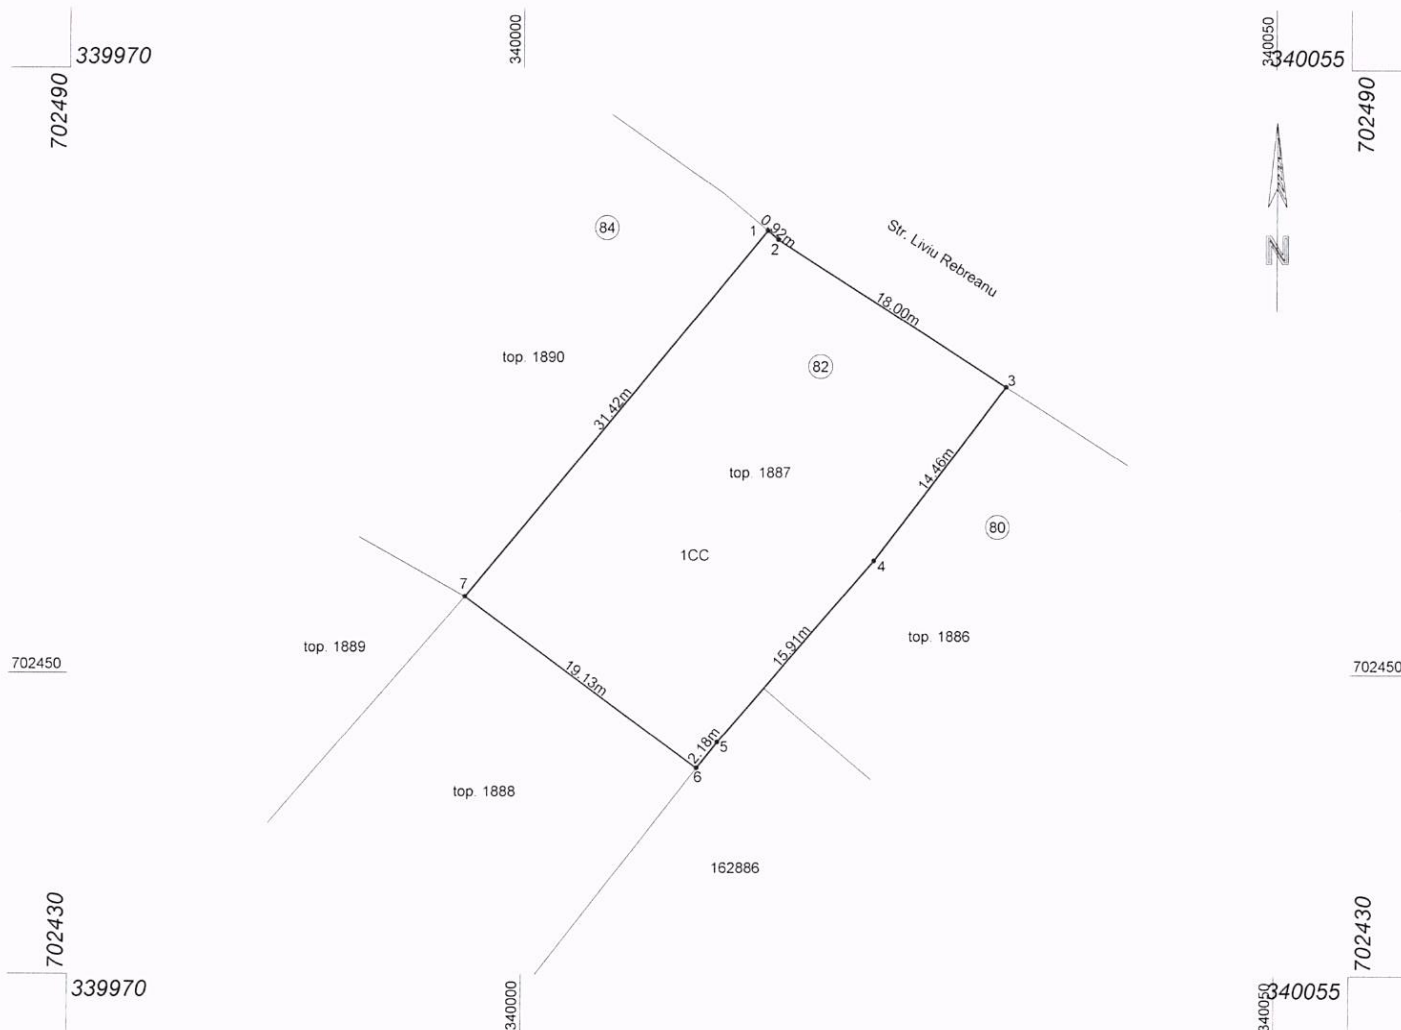 339970
702490
340000
340050
340055
702490
N
84
1
0.92m
2
Str. Liviu Rebreanu
18.00m
top. 1890
82
3
31.42m
14.46m
top. 1887
80
1CC
4
7
top. 1889
15.91m
top. 1886
702450
702450
19.13m
2.18m
5
6
top. 1888
162886
702430
339970
340000
340050
340055
702430